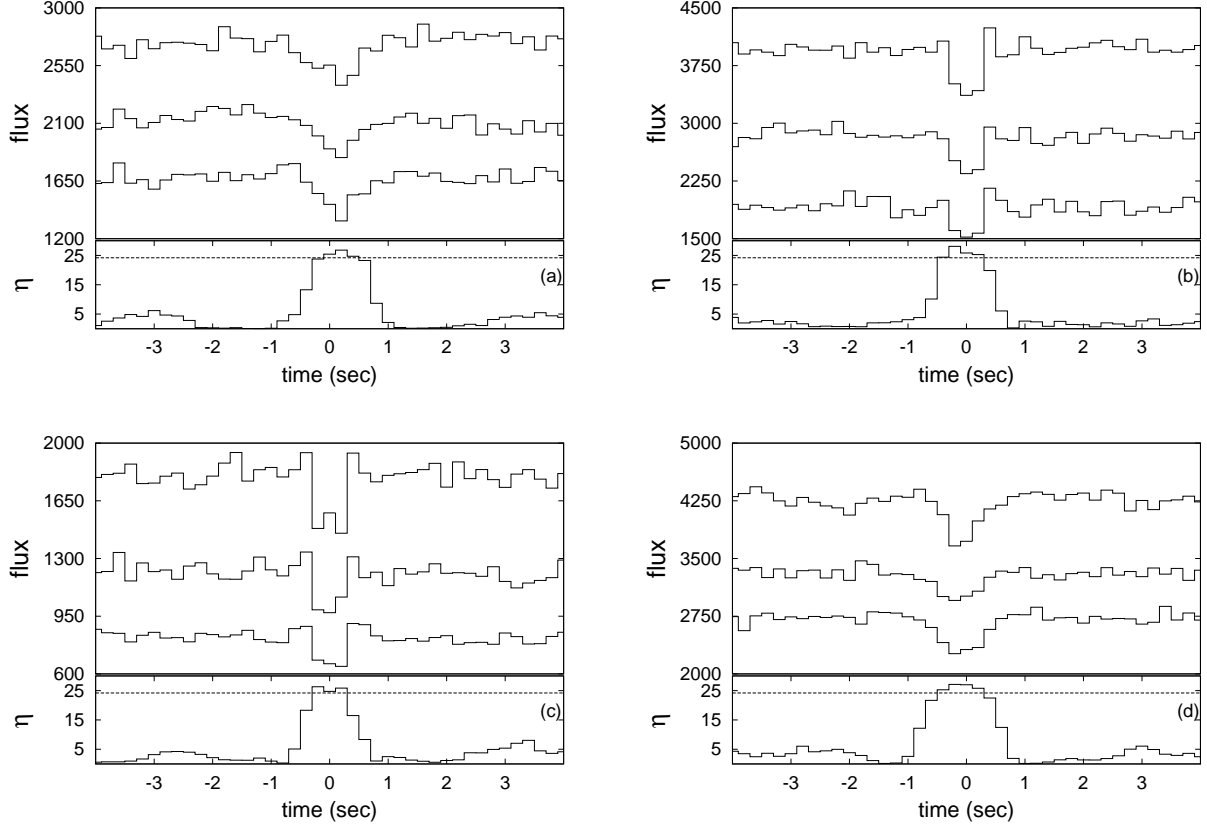 3000
2550
flux
2100
1650
1200
25
η
15
5
(a)
-3 -2 -1 0 1 2 3
time (sec)
4500
3750
flux
3000
2250
1500
25
η
15
5
(b)
-3 -2 -1 0 1 2 3
time (sec)
2000
1650
flux
1300
950
600
25
η
15
5
(c)
-3 -2 -1 0 1 2 3
time (sec)
5000
4250
flux
3500
2750
2000
25
η
15
5
(d)
-3 -2 -1 0 1 2 3
time (sec)